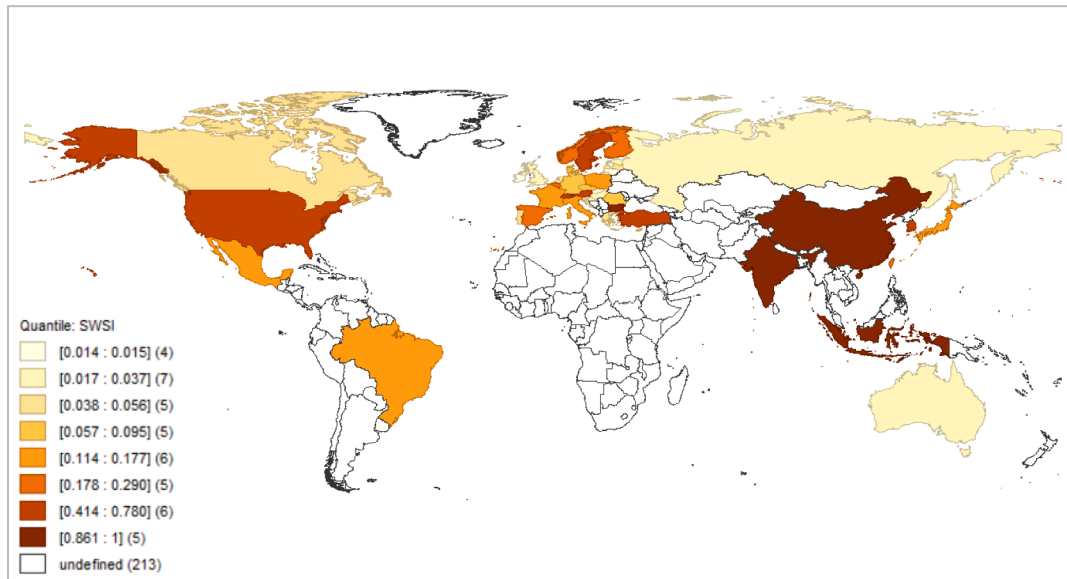 Quantile: SWSI
[0.014 : 0.015] (4)
[0.017 : 0.037] (7)
[0.038 : 0.056] (5)
[0.057 : 0.095] (5)
[0.114 : 0.177] (6)
[0.178 : 0.290] (5)
[0.414 : 0.780] (6)
[0.861 : 1] (5)
undefined (213)